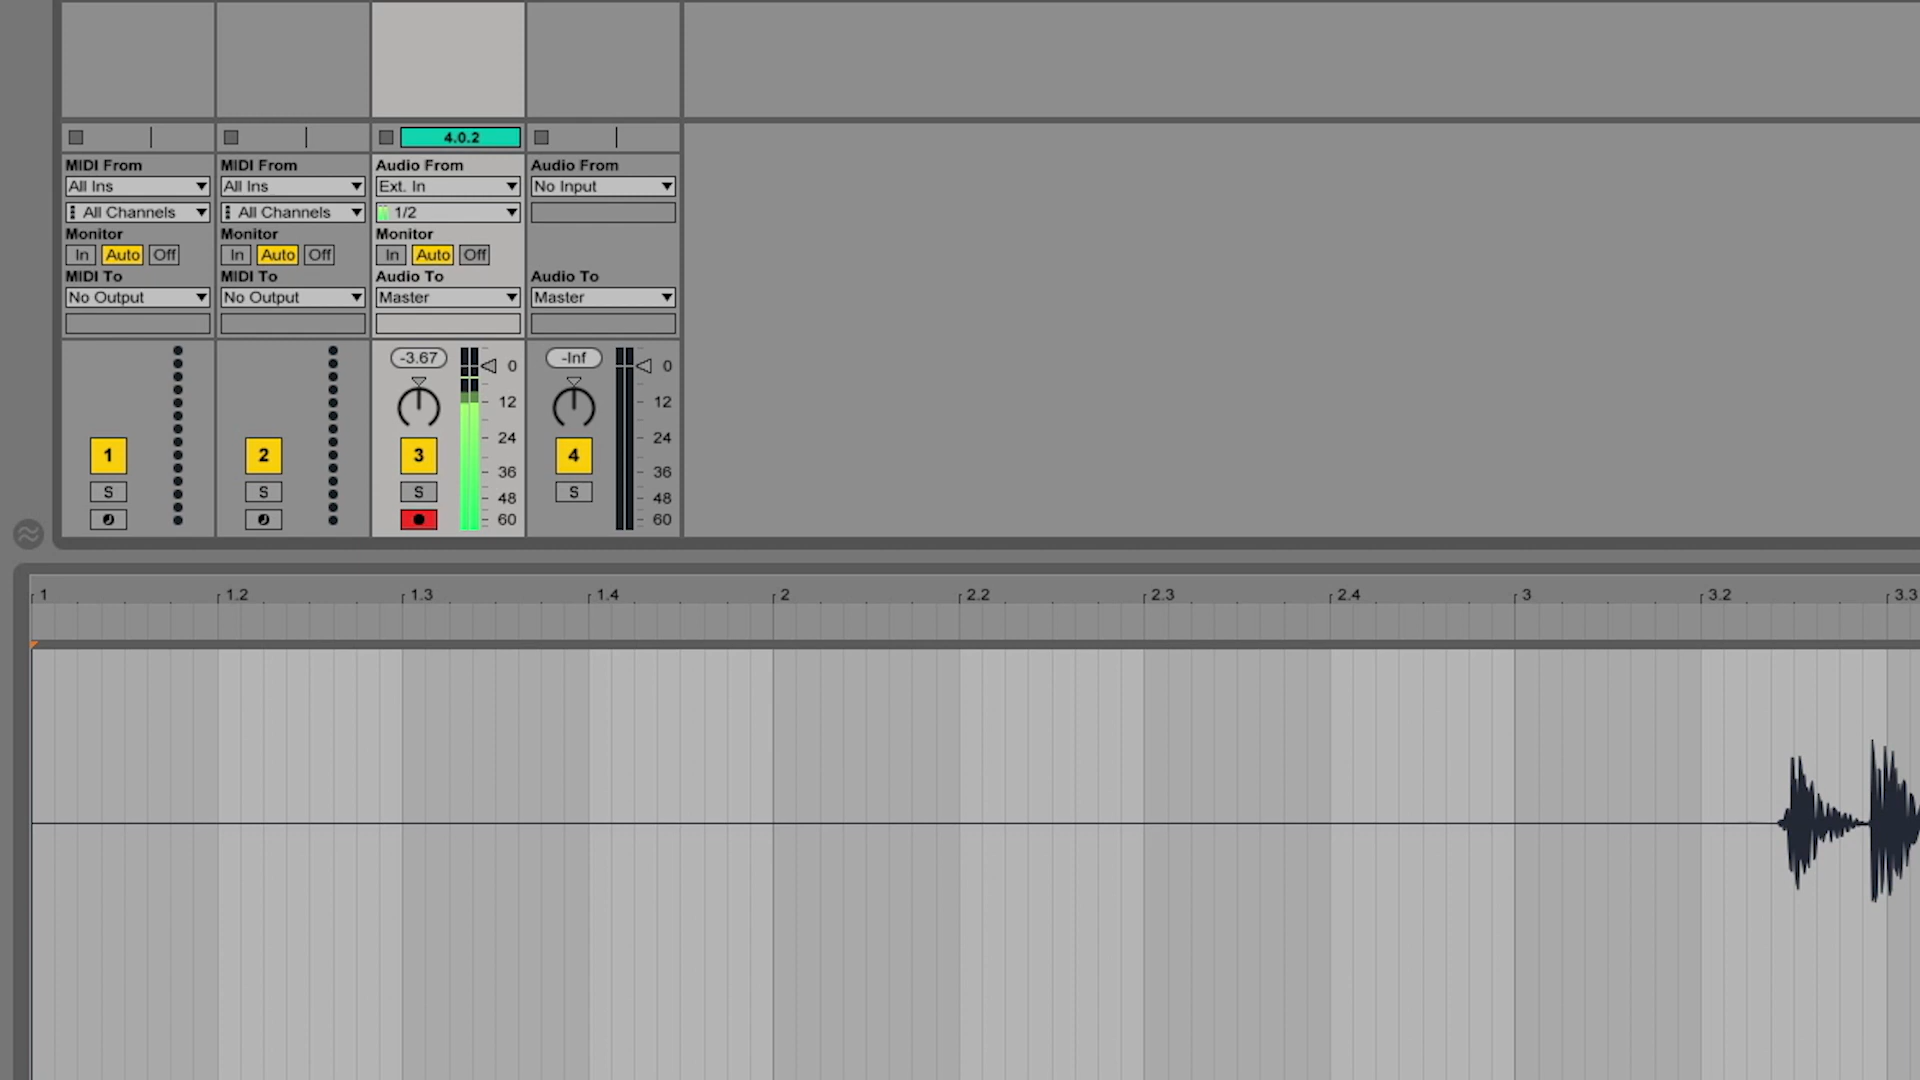 4.0.2
MIDI From MIDI From Audio From Audio From
All Ins All Ins Ext. In No Input
All Channels All Channels 1/2
Monitor Monitor Monitor
In Auto Off In Auto Off In Auto Off
MIDI To MIDI To Audio To Audio To
No Output No Output Master Master
-3.67 0 -Inf 0
12 12
24 24
1 2 3 4
36 36
S S S 48 S 48
60 60
1 1.2 1.3 1.4 2 2.2 2.3 2.4 3 3.2 3.3